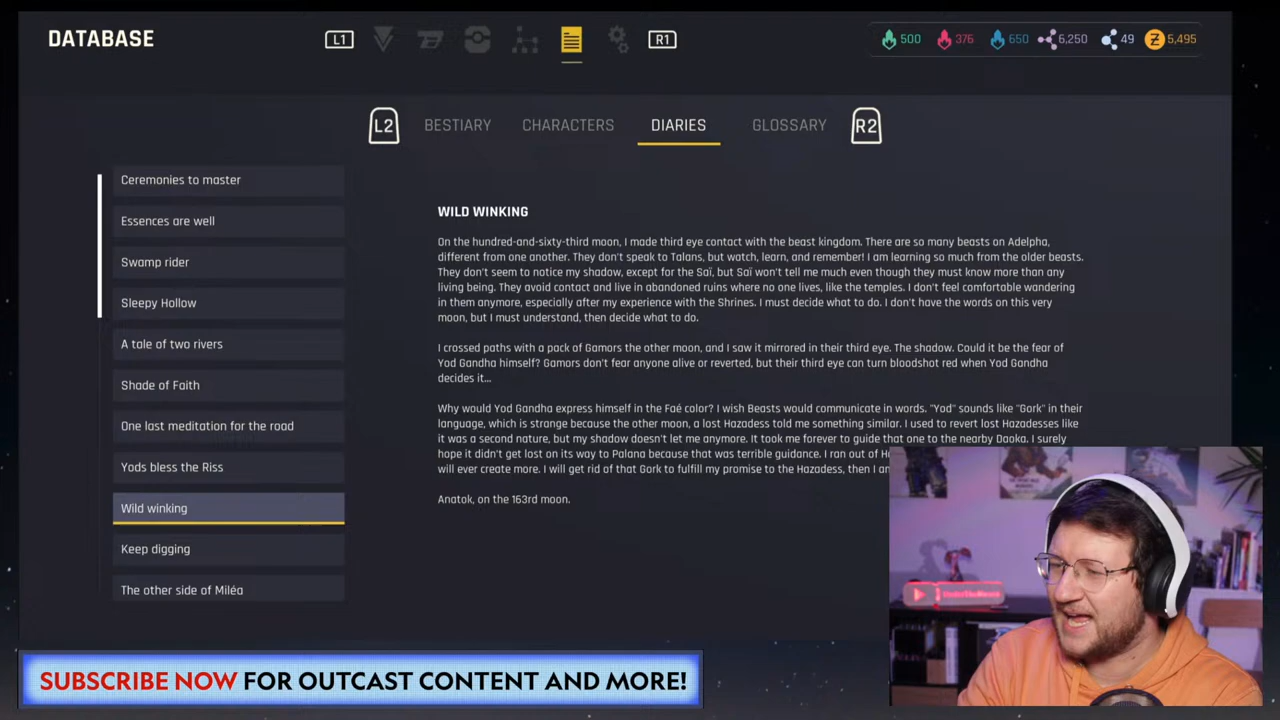 DATABASE
L1
R1
500
376
650
6,250
49
5,495
L2
BESTIARY
CHARACTERS
DIARIES
GLOSSARY
R2
Ceremonies to master
Essences are well
Swamp rider
Sleepy Hollow
A tale of two rivers
Shade of Faith
One last meditation for the road
Yods bless the Riss
Wild winking
Keep digging
The other side of Miléa
WILD WINKING
On the hundred-and-sixty-third moon, I made third eye contact with the beast kingdom. There are so many beasts on Adelpha,
different from one another. They don't speak to Talans, but watch, learn, and remember! I am learning so much from the older beasts.
They don't seem to notice my shadow, except for the Saï, but Saï won't tell me much even though they must know more than any
living being. They avoid contact and live in abandoned ruins where no one lives, like the temples. I don't feel comfortable wandering
in them anymore, especially after my experience with the Shrines. I must decide what to do. I don't have the words on this very
moon, but I must understand, then decide what to do.
I crossed paths with a pack of Gamors the other moon, and I saw it mirrored in their third eye. The shadow. Could it be the fear of
Yod Gandha himself? Gamors don't fear anyone alive or reverted, but their third eye can turn bloodshot red when Yod Gandha
decides it...
Why would Yod Gandha express himself in the Faé color? I wish Beasts would communicate in words. "Yod" sounds like "Gork" in their
language, which is strange because the other moon, a lost Hazadess told me something similar. I used to revert lost Hazadesses like
it was a second nature, but my shadow doesn't let me anymore. It took me forever to guide that one to the nearby Daoka. I surely
hope it didn't get lost on its way to Palana because that was terrible guidance. I ran out of
will ever create more. I will get rid of that Gork to fulfill my promise to the Hazadess, then I
Anatok, on the 163rd moon.
SUBSCRIBE NOW FOR OUTCAST CONTENT AND MORE!